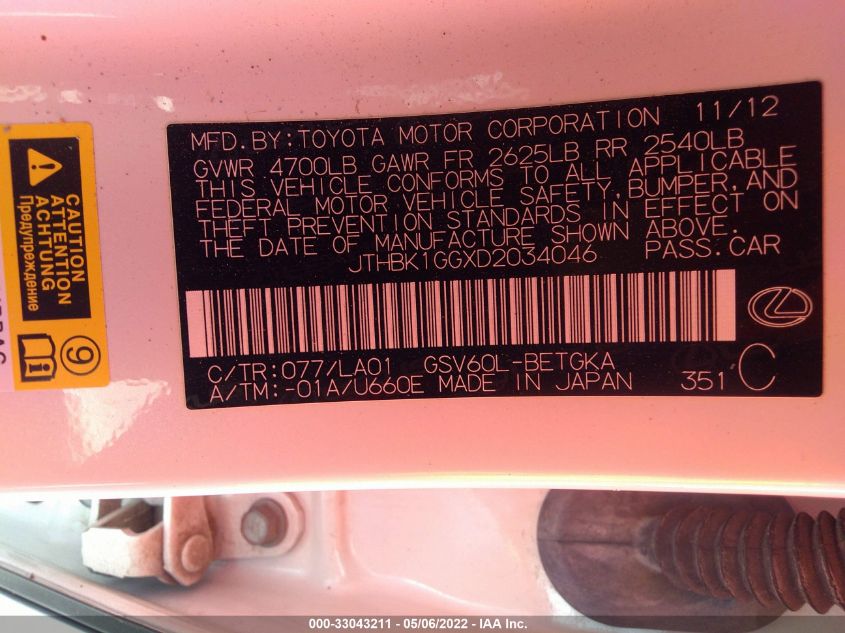 MFD. BY: TOYOTA MOTOR CORPORATION 11/12
GVWR 4700LB GAWR FR 2625LB RR 2540LB
THIS VEHICLE CONFORMS TO ALL APPLICABLE
FEDERAL MOTOR VEHICLE SAFETY, BUMPER, AND
THEFT PREVENTION STANDARDS IN EFFECT ON
THE DATE OF MANUFACTURE SHOWN ABOVE.
JTHBK1GGXD2034046 PASS.CAR
C/TR:077/LA01 GSV60L-BETGKA
A/TM:-01A/U660E MADE IN JAPAN 351 C
CAUTION
ATTENTION
ACHTUNG
Предупреждение
9
000-33043211 - 05/06/2022 - IAA Inc.